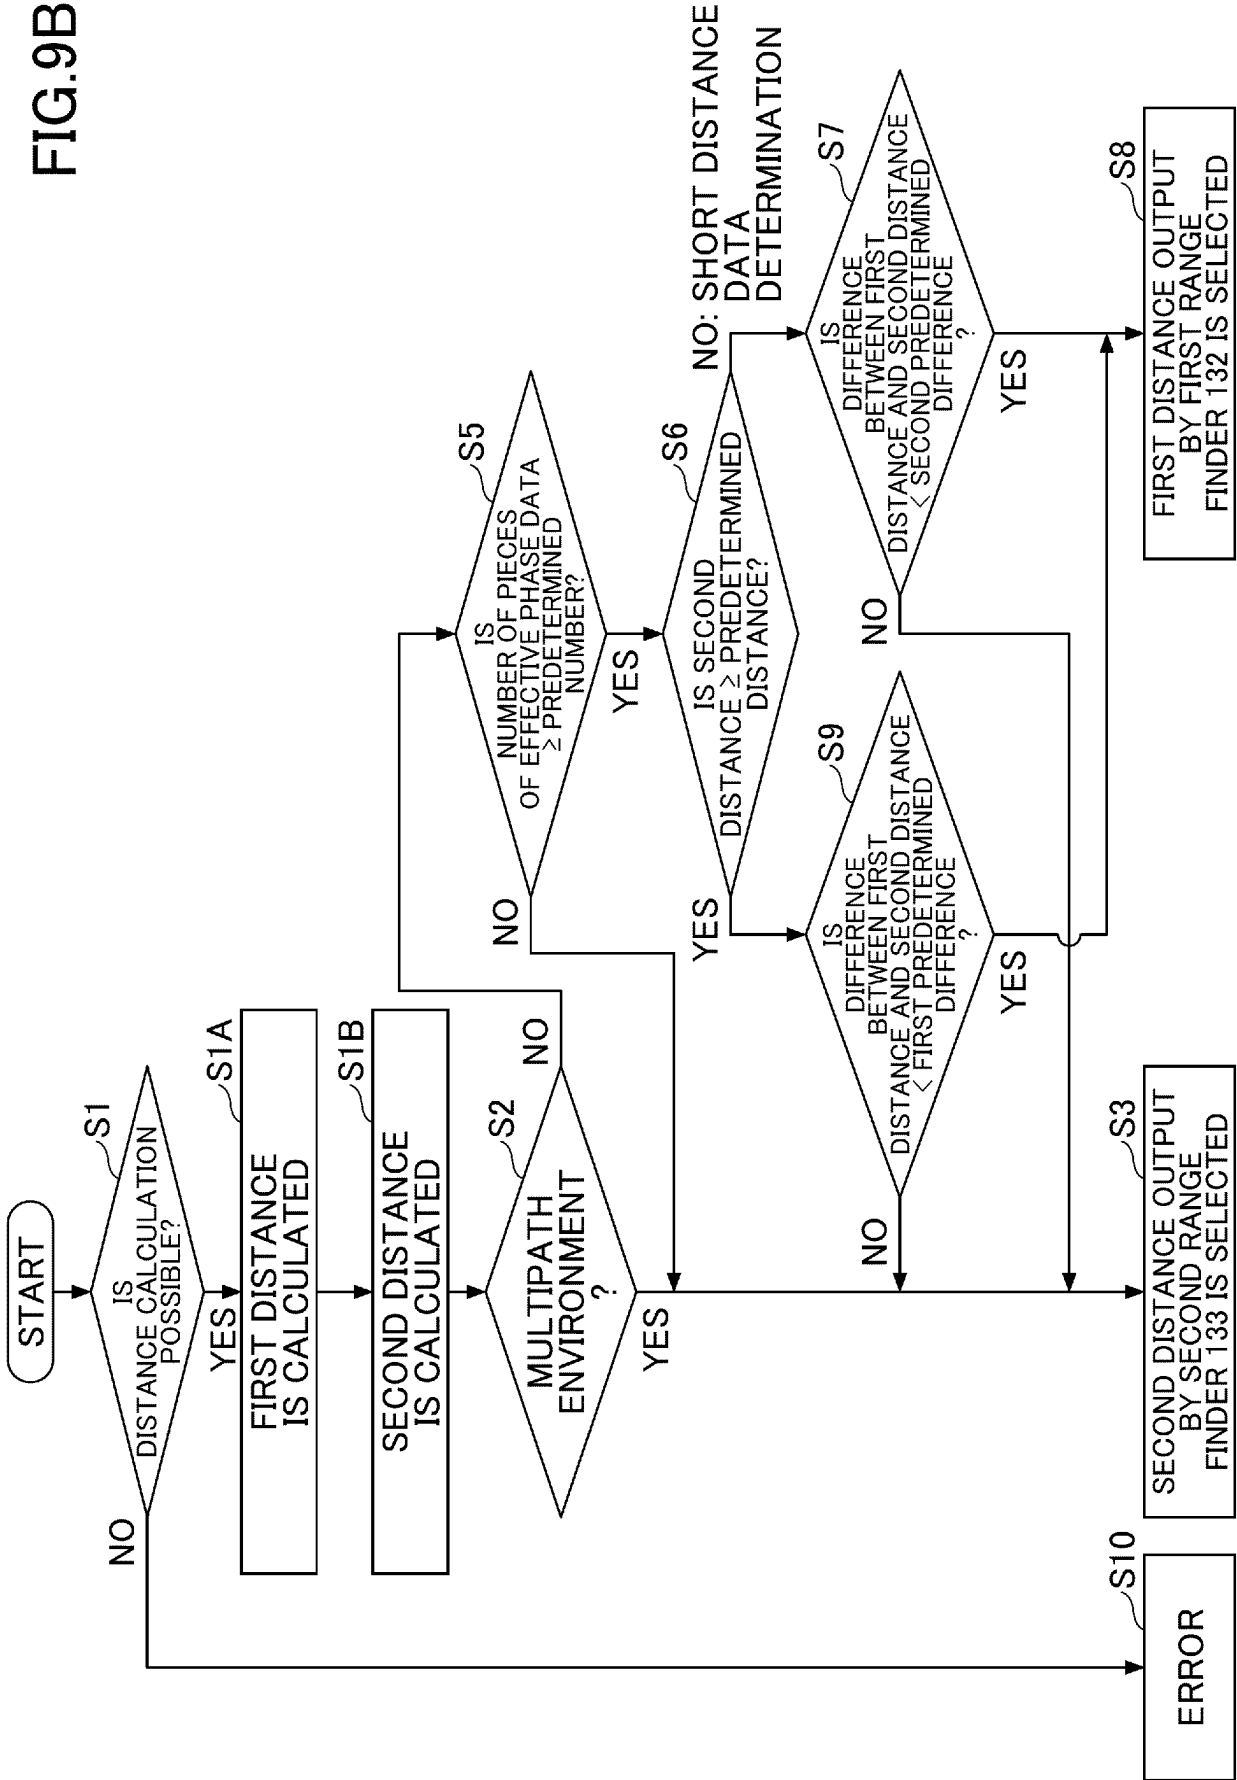 FIG.9B
START
S1
IS
DISTANCE CALCULATION
POSSIBLE?
NO
YES
S1A
FIRST DISTANCE
IS CALCULATED
S1B
SECOND DISTANCE
IS CALCULATED
S2
MULTIPATH
ENVIRONMENT
?
NO
YES
S5
IS
NUMBER OF PIECES
OF EFFECTIVE PHASE DATA
≥ PREDETERMINED
NUMBER?
NO
YES
S6
IS SECOND
DISTANCE ≥ PREDETERMINED
DISTANCE?
YES
NO: SHORT DISTANCE
DATA
DETERMINATION
S9
IS
DIFFERENCE
BETWEEN FIRST
DISTANCE AND SECOND DISTANCE
< FIRST PREDETERMINED
DIFFERENCE
?
NO
YES
S7
IS
DIFFERENCE
BETWEEN FIRST
DISTANCE AND SECOND DISTANCE
< SECOND PREDETERMINED
DIFFERENCE
?
NO
YES
S10
ERROR
S3
SECOND DISTANCE OUTPUT
BY SECOND RANGE
FINDER 133 IS SELECTED
S8
FIRST DISTANCE OUTPUT
BY FIRST RANGE
FINDER 132 IS SELECTED